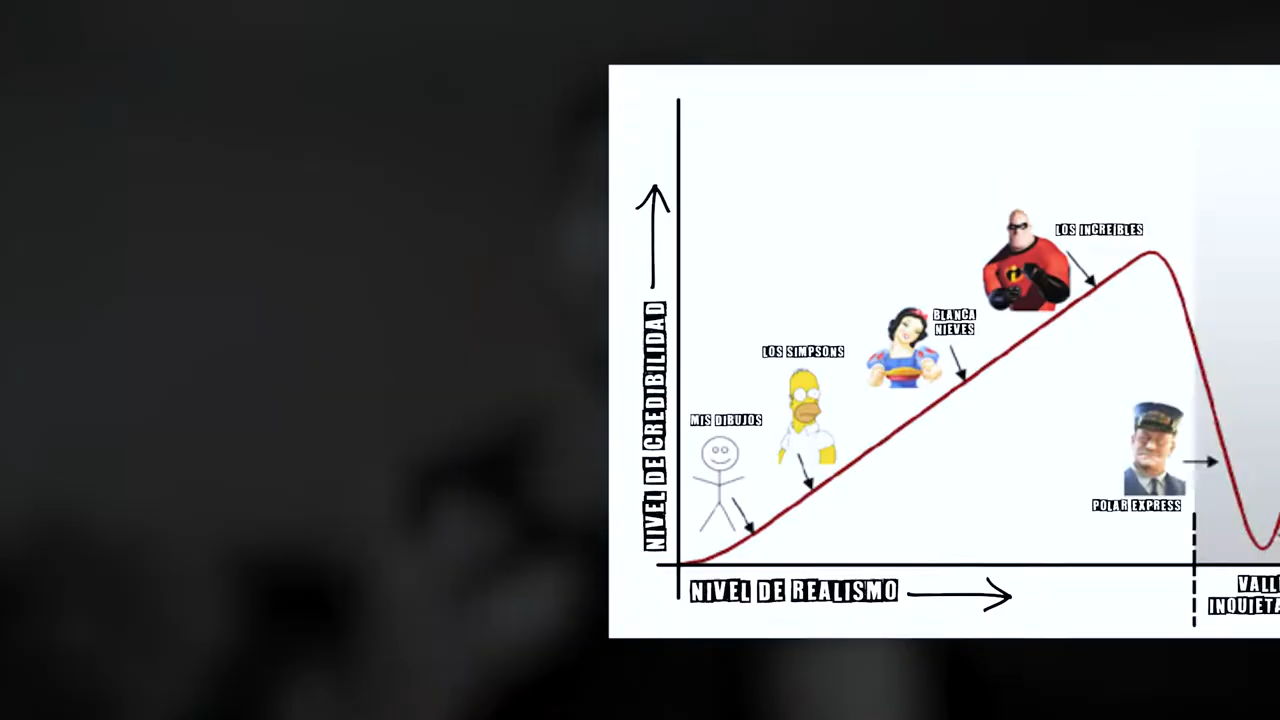 LOS INCREIBLES
BLANCA
NIEVES
LOS SIMPSONS
MIS DIBUJOS
POLAR EXPRESS
NIVEL DE CREDIBILIDAD
NIVEL DE REALISMO